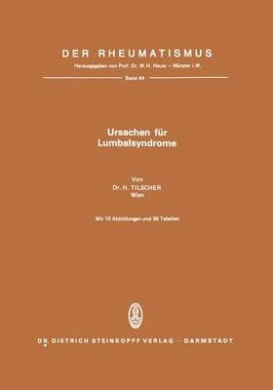 DER RHEUMATISMUS
Herausgegeben von Prof. Dr. W. H. Hauss – Münster i.W.
Band 44
Ursachen für
Lumbalsyndrome
Von
Dr. H. TILSCHER
Wien
Mit 10 Abbildungen und 38 Tabellen
DR. DIETRICH STEINKOPFF VERLAG – DARMSTADT